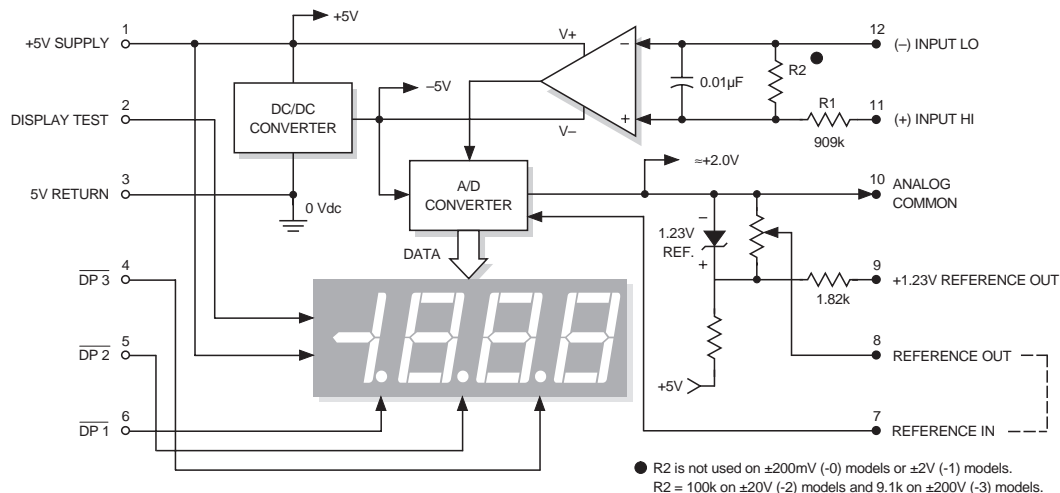 +5V SUPPLY
1
+5V
DISPLAY TEST
2
5V RETURN
3
DP 3
4
DP 2
5
DP 1
6
DC/DC
CONVERTER
0 Vdc
–5V
V+
V–
–
+
A/D
CONVERTER
DATA
-1.8.8.8
0.01µF
R2
R1
909k
≈+2.0V
–
1.23V
REF.
+
+5V
1.82k
12
(–) INPUT LO
11
(+) INPUT HI
10
ANALOG
COMMON
9
+1.23V REFERENCE OUT
8
REFERENCE OUT
7
REFERENCE IN
● R2 is not used on ±200mV (-0) models or ±2V (-1) models.
R2 = 100k on ±20V (-2) models and 9.1k on ±200V (-3) models.